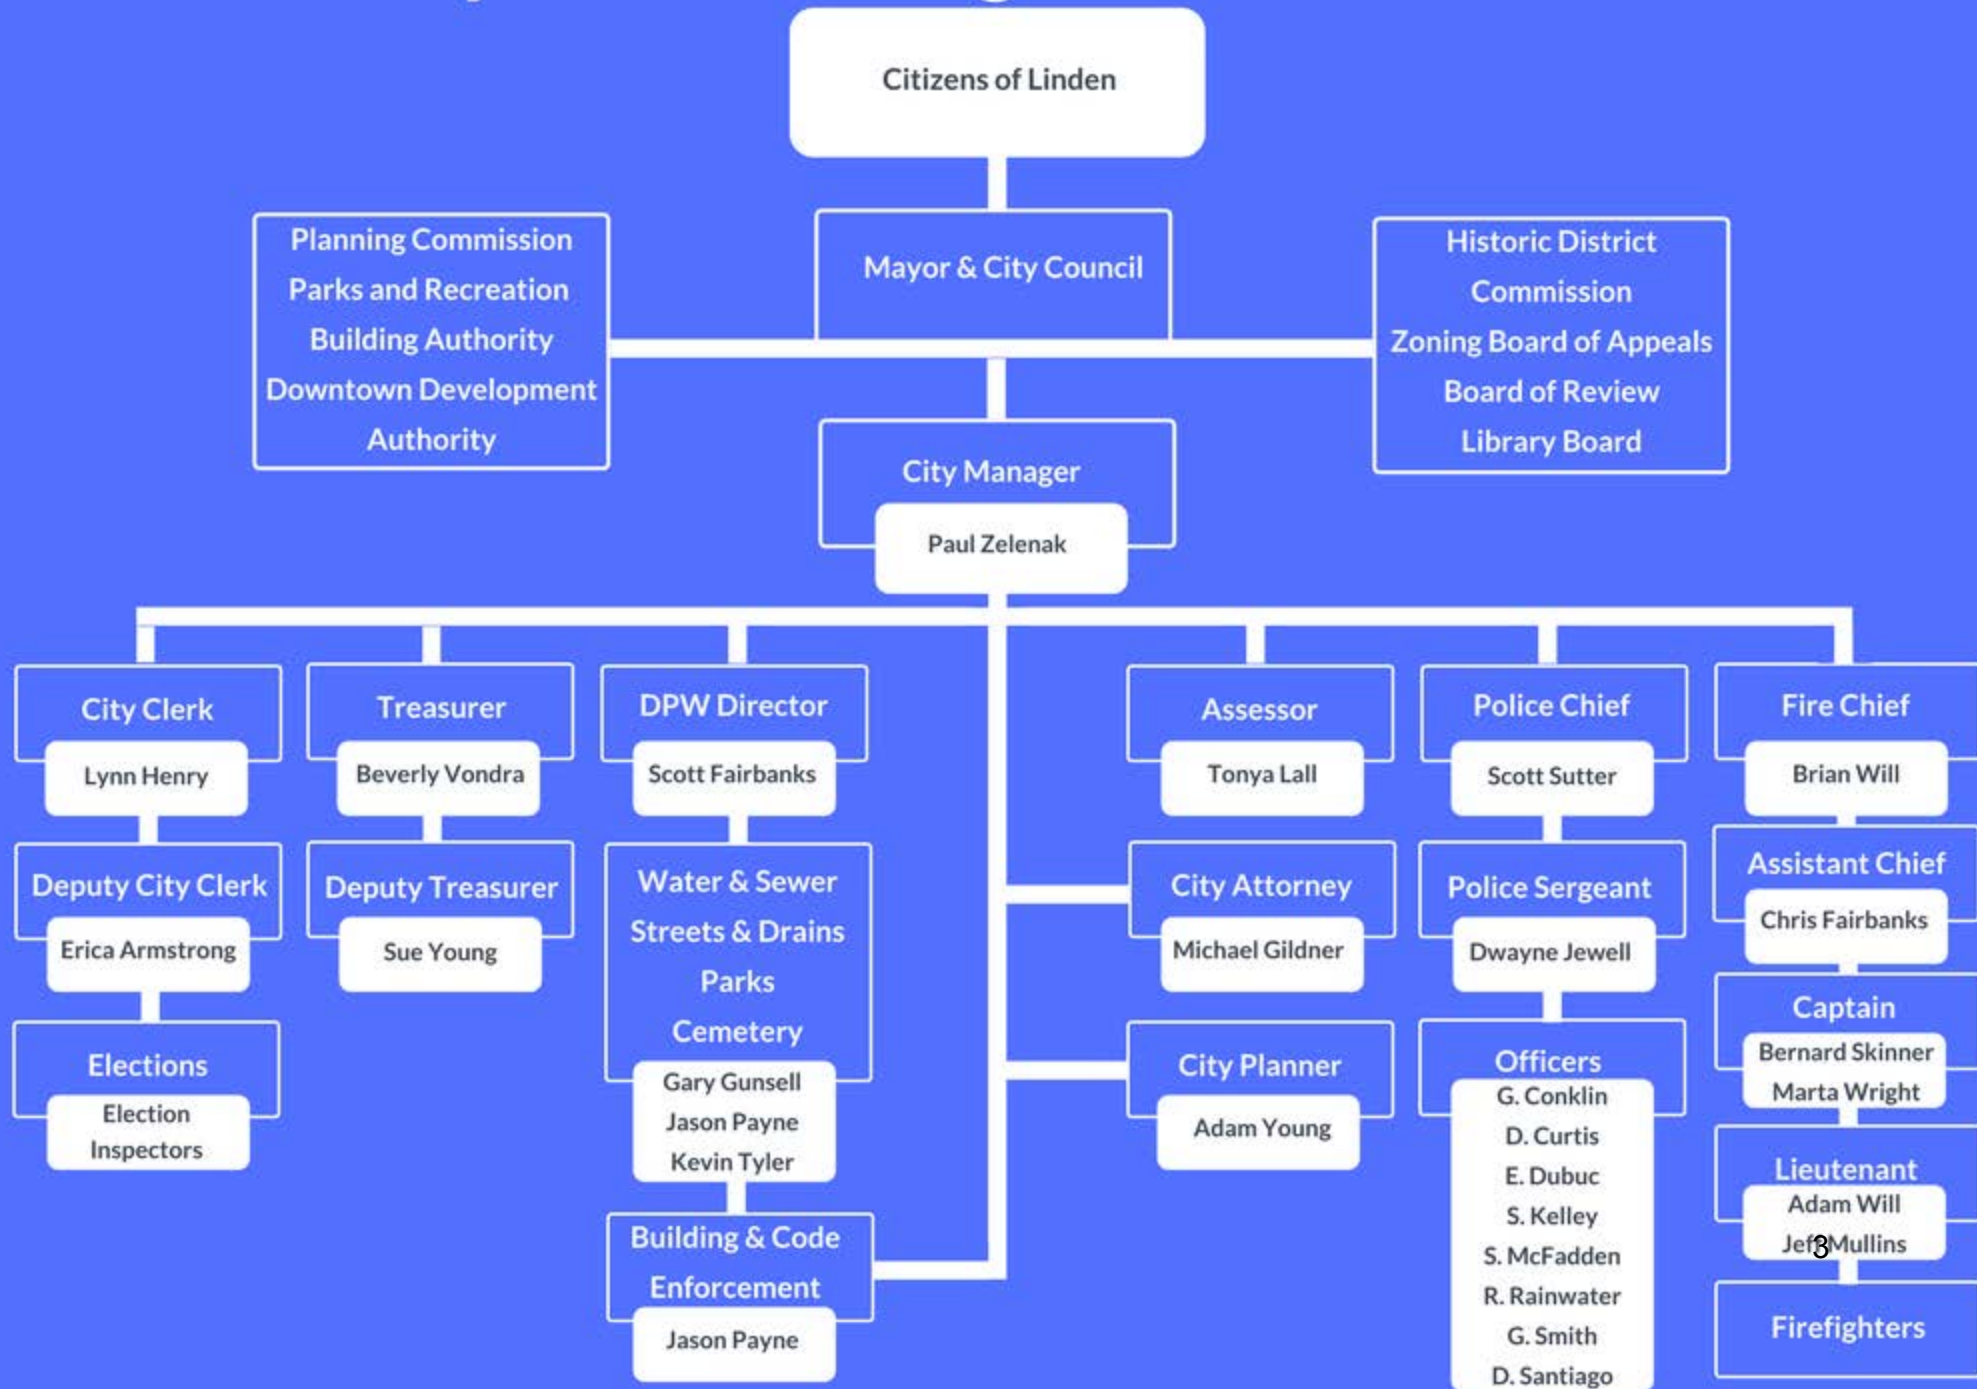 Citizens of Linden
Planning Commission
Parks and Recreation
Building Authority
Downtown Development
Authority
Mayor & City Council
Historic District
Commission
Zoning Board of Appeals
Board of Review
Library Board
City Manager
Paul Zelenak
City Clerk
Lynn Henry
Deputy City Clerk
Erica Armstrong
Elections
Election
Inspectors
Treasurer
Beverly Vondra
Deputy Treasurer
Sue Young
DPW Director
Scott Fairbanks
Water & Sewer
Streets & Drains
Parks
Cemetery
Gary Gunsell
Jason Payne
Kevin Tyler
Building & Code
Enforcement
Jason Payne
Assessor
Tonya Lall
City Attorney
Michael Gildner
City Planner
Adam Young
Police Chief
Scott Sutter
Police Sergeant
Dwayne Jewell
Officers
G. Conklin
D. Curtis
E. Dubuc
S. Kelley
S. McFadden
R. Rainwater
G. Smith
D. Santiago
Fire Chief
Brian Will
Assistant Chief
Chris Fairbanks
Captain
Bernard Skinner
Marta Wright
Lieutenant
Adam Will
Jeff Mullins
3
Firefighters